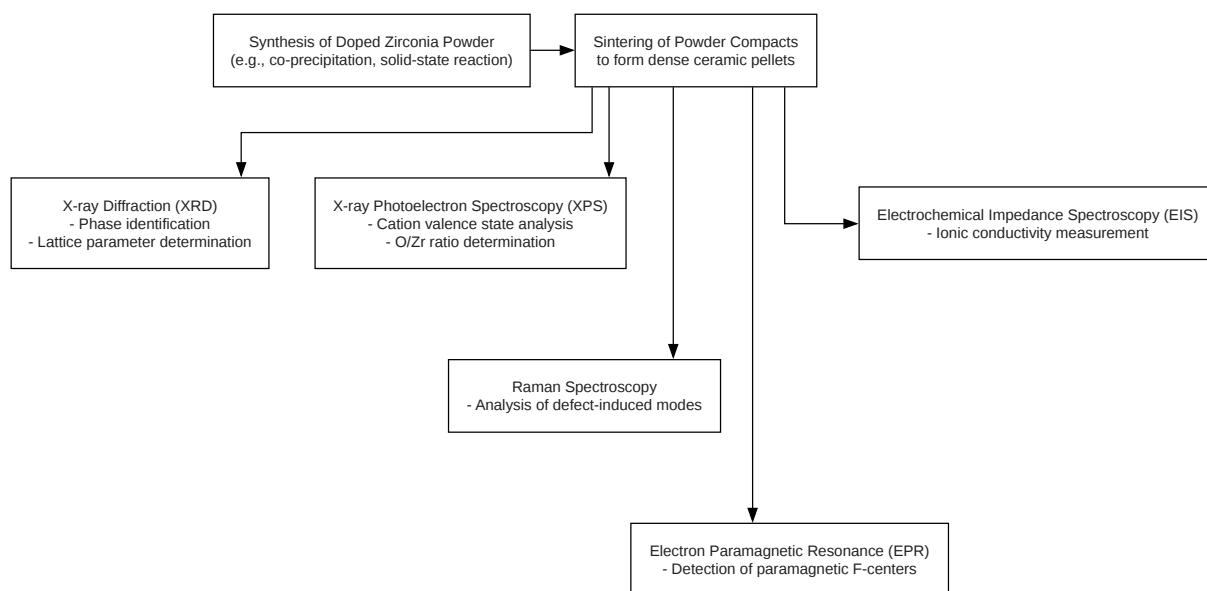 Synthesis of Doped Zirconia Powder
(e.g., co-precipitation, solid-state reaction)
Sintering of Powder Compacts
to form dense ceramic pellets
X-ray Diffraction (XRD)
- Phase identification
- Lattice parameter determination
X-ray Photoelectron Spectroscopy (XPS)
- Cation valence state analysis
- O/Zr ratio determination
Electrochemical Impedance Spectroscopy (EIS)
- Ionic conductivity measurement
Raman Spectroscopy
- Analysis of defect-induced modes
Electron Paramagnetic Resonance (EPR)
- Detection of paramagnetic F-centers